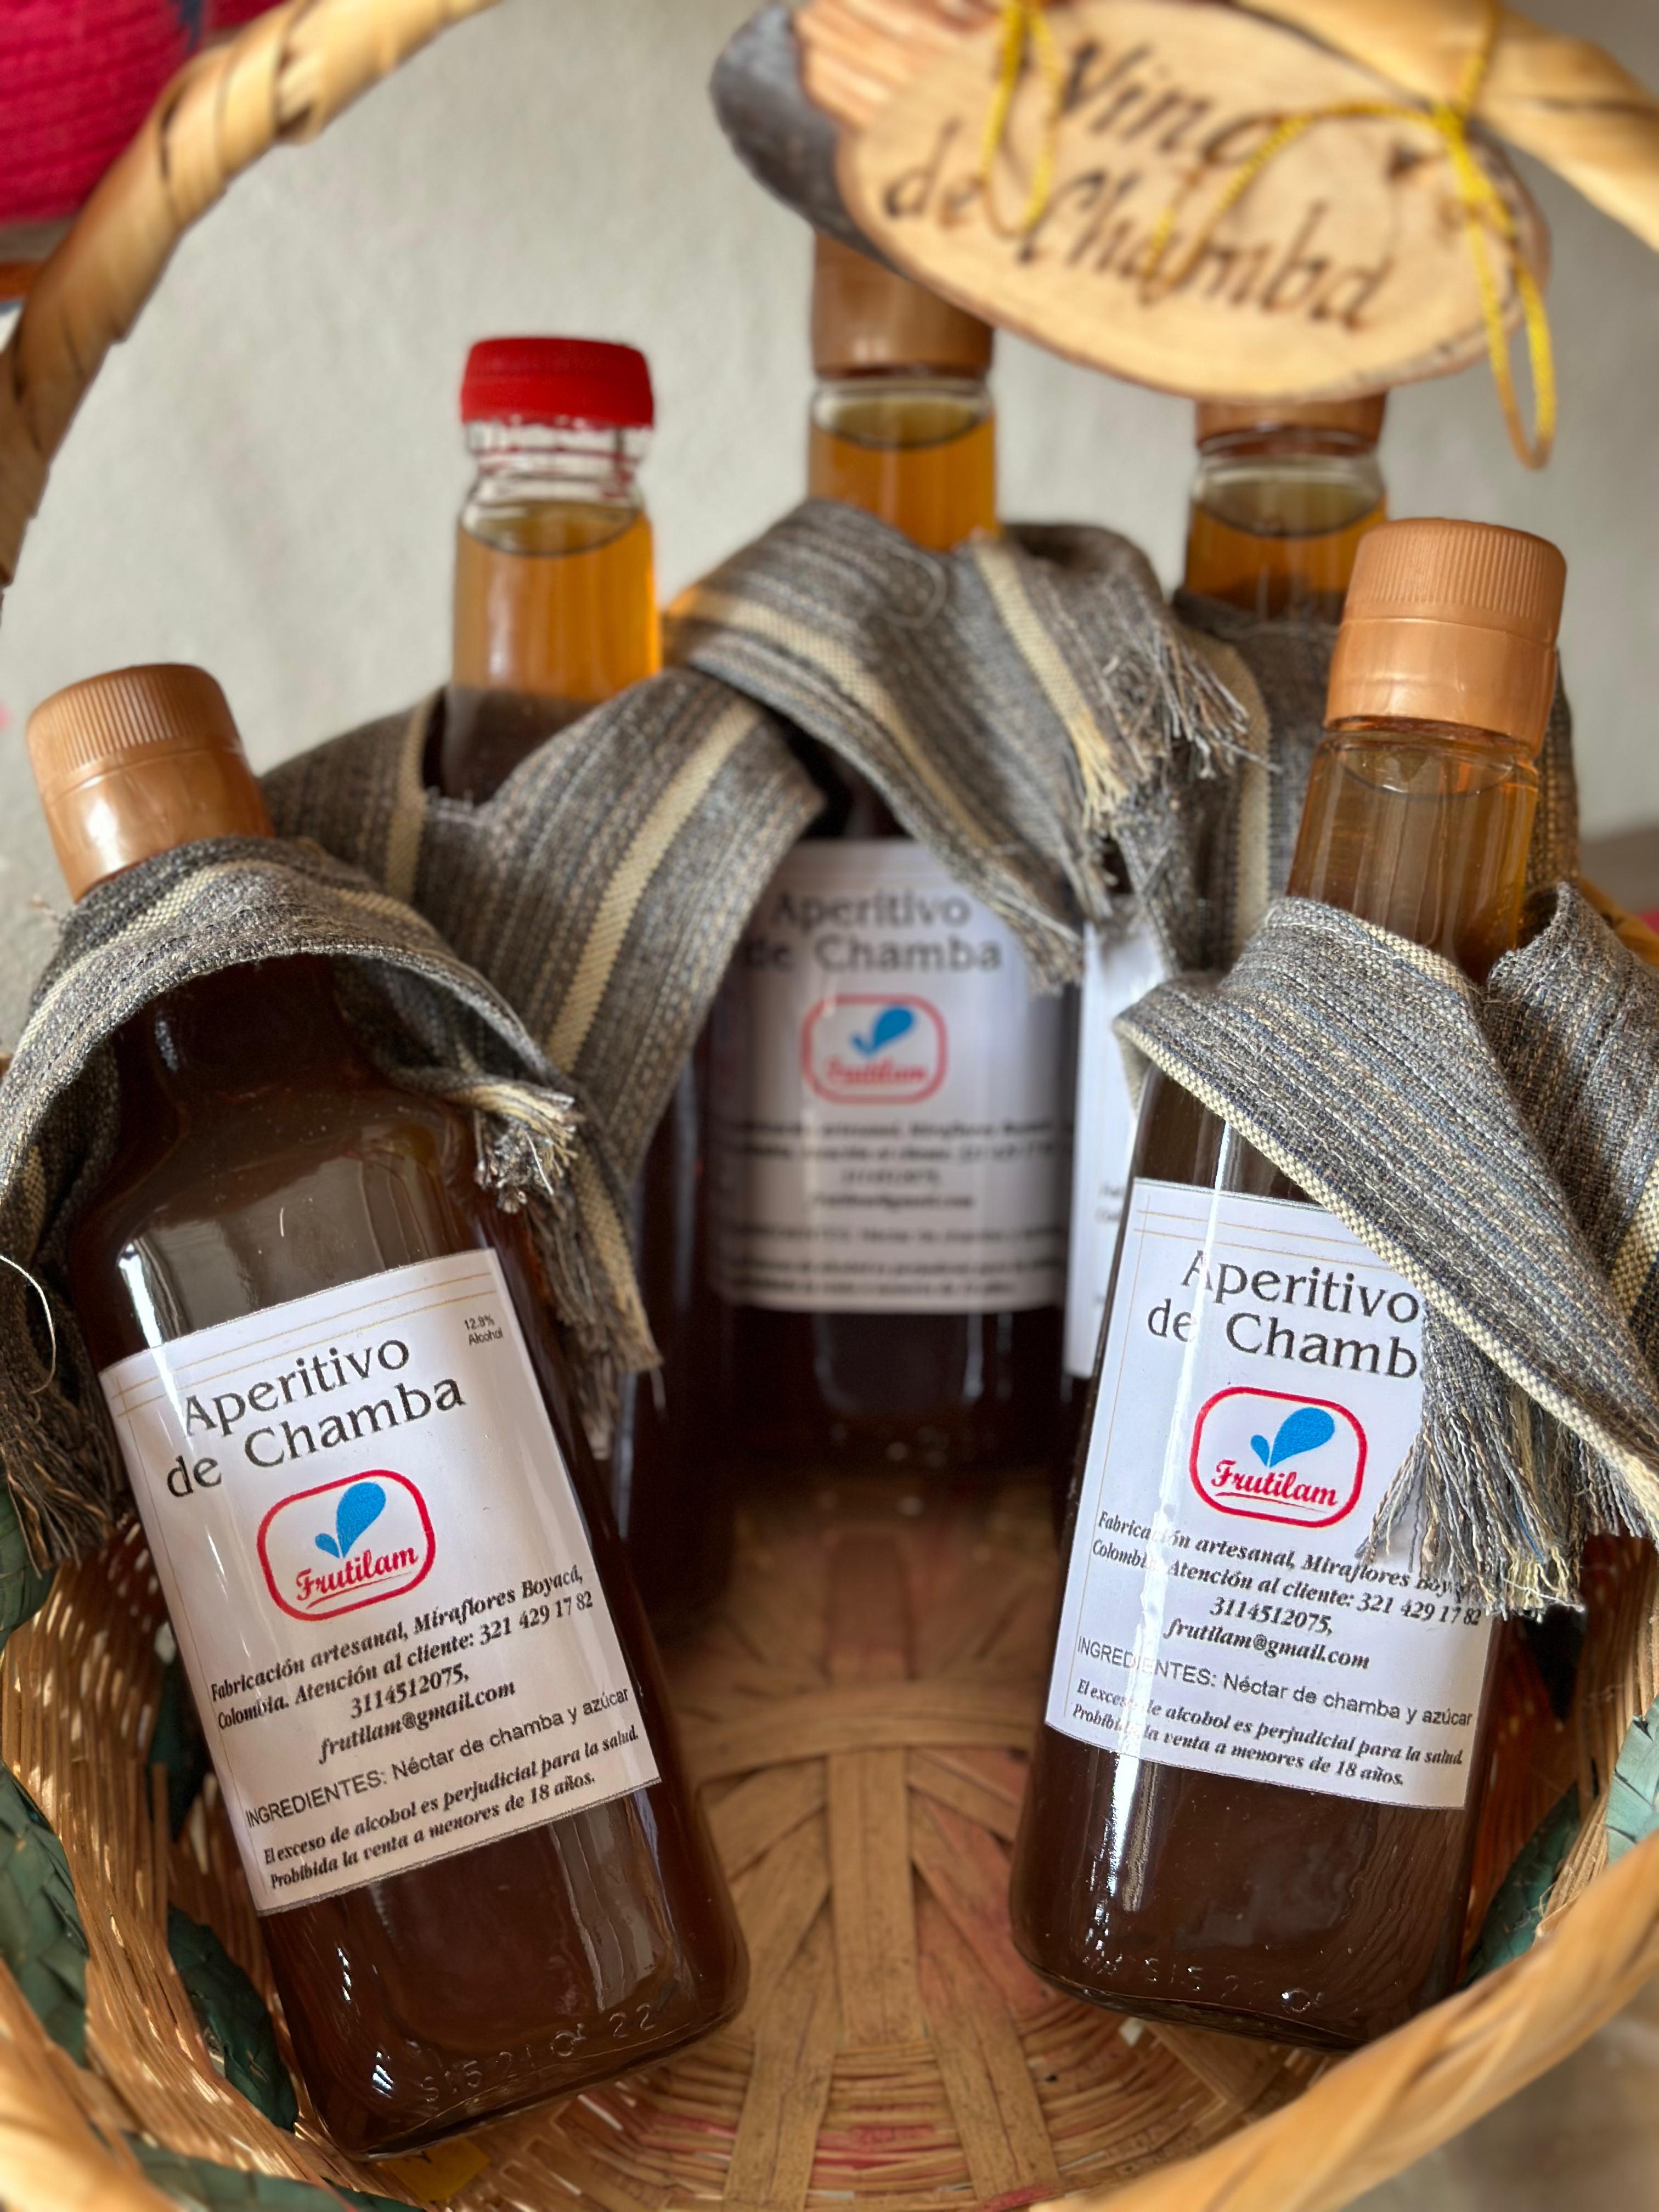 Vino
de Chamba
Aperitivo
de Chamba
Frutilam
12.8%
Alcohol
Aperitivo
de Chamba
Frutilam
Fabricación artesanal, Miraflores Boyacá,
Colombia. Atención al cliente: 321 429 17 82
3114512075,
frutilam@gmail.com
INGREDIENTES: Néctar de chamba y azúcar
El exceso de alcohol es perjudicial para la salud.
Prohibida la venta a menores de 18 años.
Aperitivo
de Chamb
Frutilam
Fabricación artesanal, Miraflores Boy
Colombia. Atención al cliente: 321 429 17 82
3114512075,
frutilam@gmail.com
INGREDIENTES: Néctar de chamba y azúcar
El exceso de alcohol es perjudicial para la salud.
Prohibida la venta a menores de 18 años.